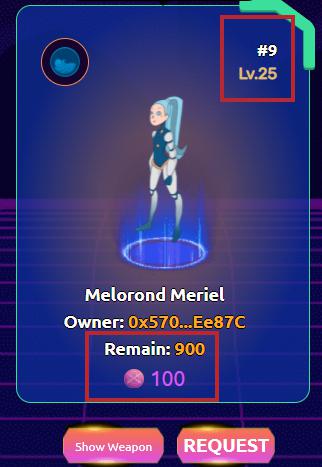 #9
Lv.25
Melorond Meriel
Owner: 0x570...Ee87C
Remain: 900
100
Show Weapon
REQUEST